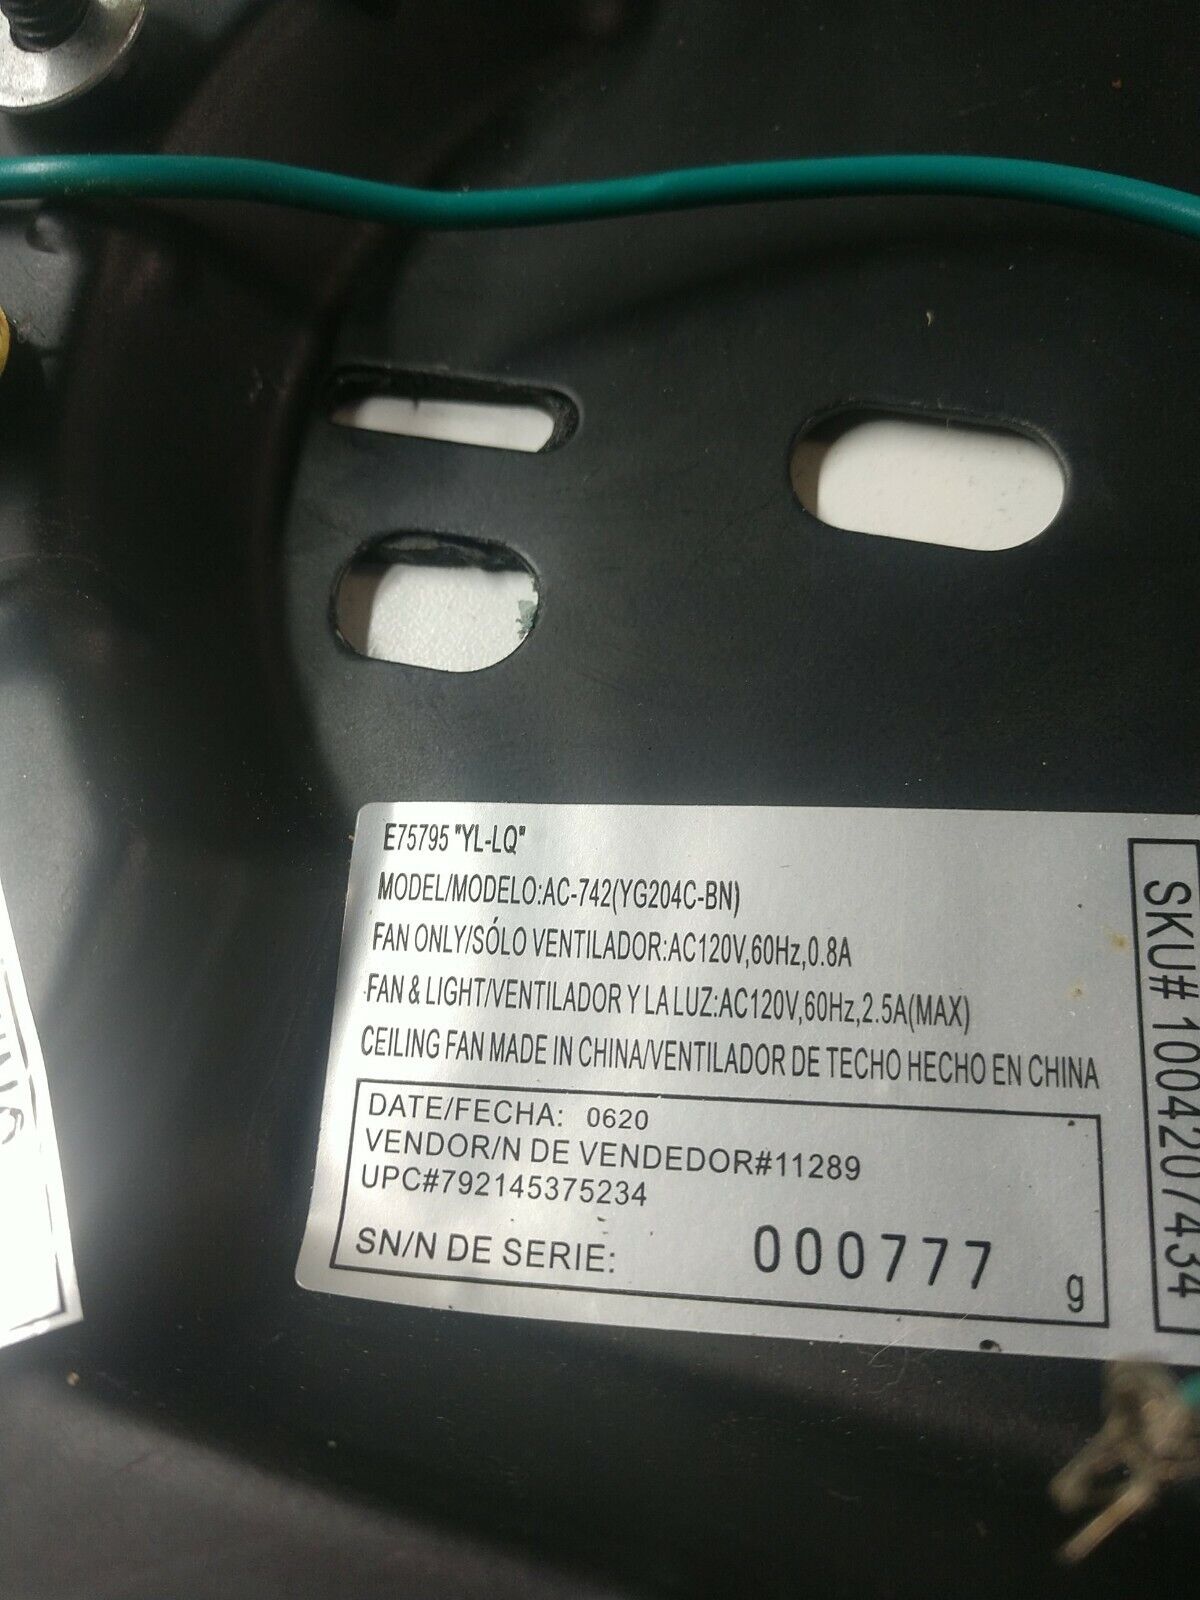 E75795 "YL-LQ"
MODEL/MODELO:AC-742(YG204C-BN)
FAN ONLY/SÓLO VENTILADOR:AC120V,60Hz,0.8A
FAN & LIGHT/VENTILADOR Y LA LUZ:AC120V,60Hz,2.5A(MAX)
CEILING FAN MADE IN CHINA/VENTILADOR DE TECHO HECHO EN CHINA
DATE/FECHA: 0620
VENDOR/N DE VENDEDOR#11289
UPC#792145375234
SN/N DE SERIE: 000777 g
SKU# 1004207434